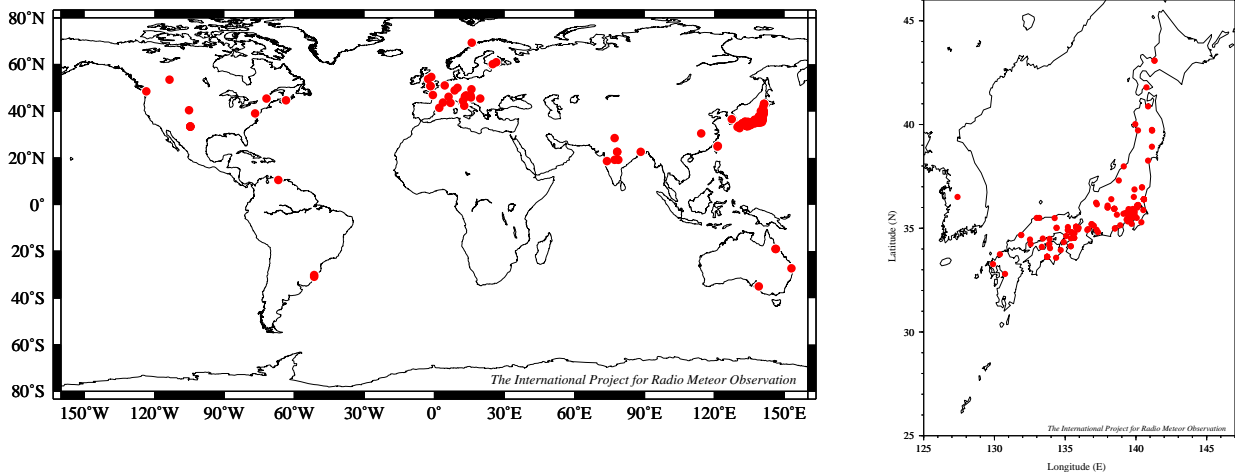 80˚N
60˚N
40˚N
20˚N
0˚
20˚S
40˚S
60˚S
80˚S
The International Project for Radio Meteor Observation
150˚W 120˚W 90˚W 60˚W 30˚W 0˚ 30˚E 60˚E 90˚E 120˚E 150˚E
45
40
35
30
25
Latitude (N)
The International Project for Radio Meteor Observation
125 130 135 140 145
Longitude (E)